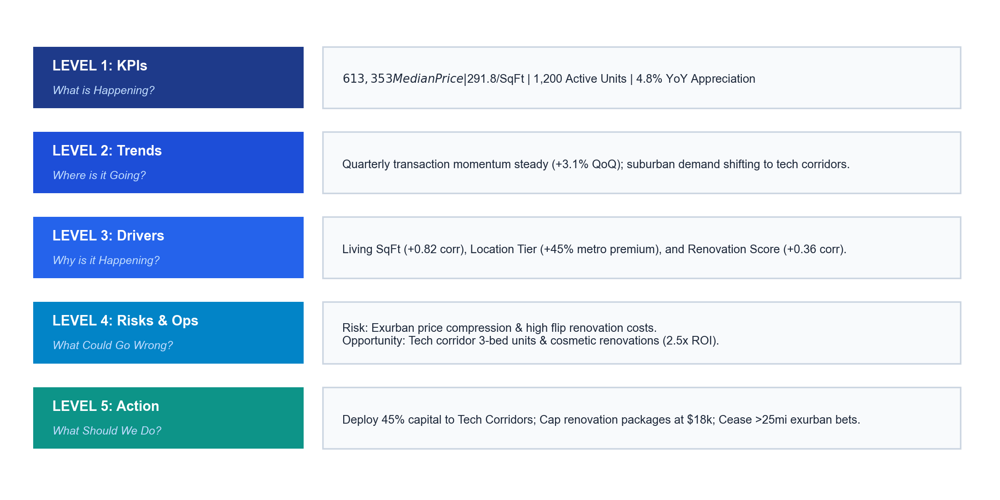 LEVEL 1: KPIs
What is Happening?
613,353MedianPrice|291.8/SqFt | 1,200 Active Units | 4.8% YoY Appreciation
LEVEL 2: Trends
Where is it Going?
Quarterly transaction momentum steady (+3.1% QoQ); suburban demand shifting to tech corridors.
LEVEL 3: Drivers
Why is it Happening?
Living SqFt (+0.82 corr), Location Tier (+45% metro premium), and Renovation Score (+0.36 corr).
LEVEL 4: Risks & Ops
What Could Go Wrong?
Risk: Exurban price compression & high flip renovation costs.
Opportunity: Tech corridor 3-bed units & cosmetic renovations (2.5x ROI).
LEVEL 5: Action
What Should We Do?
Deploy 45% capital to Tech Corridors; Cap renovation packages at $18k; Cease >25mi exurban bets.